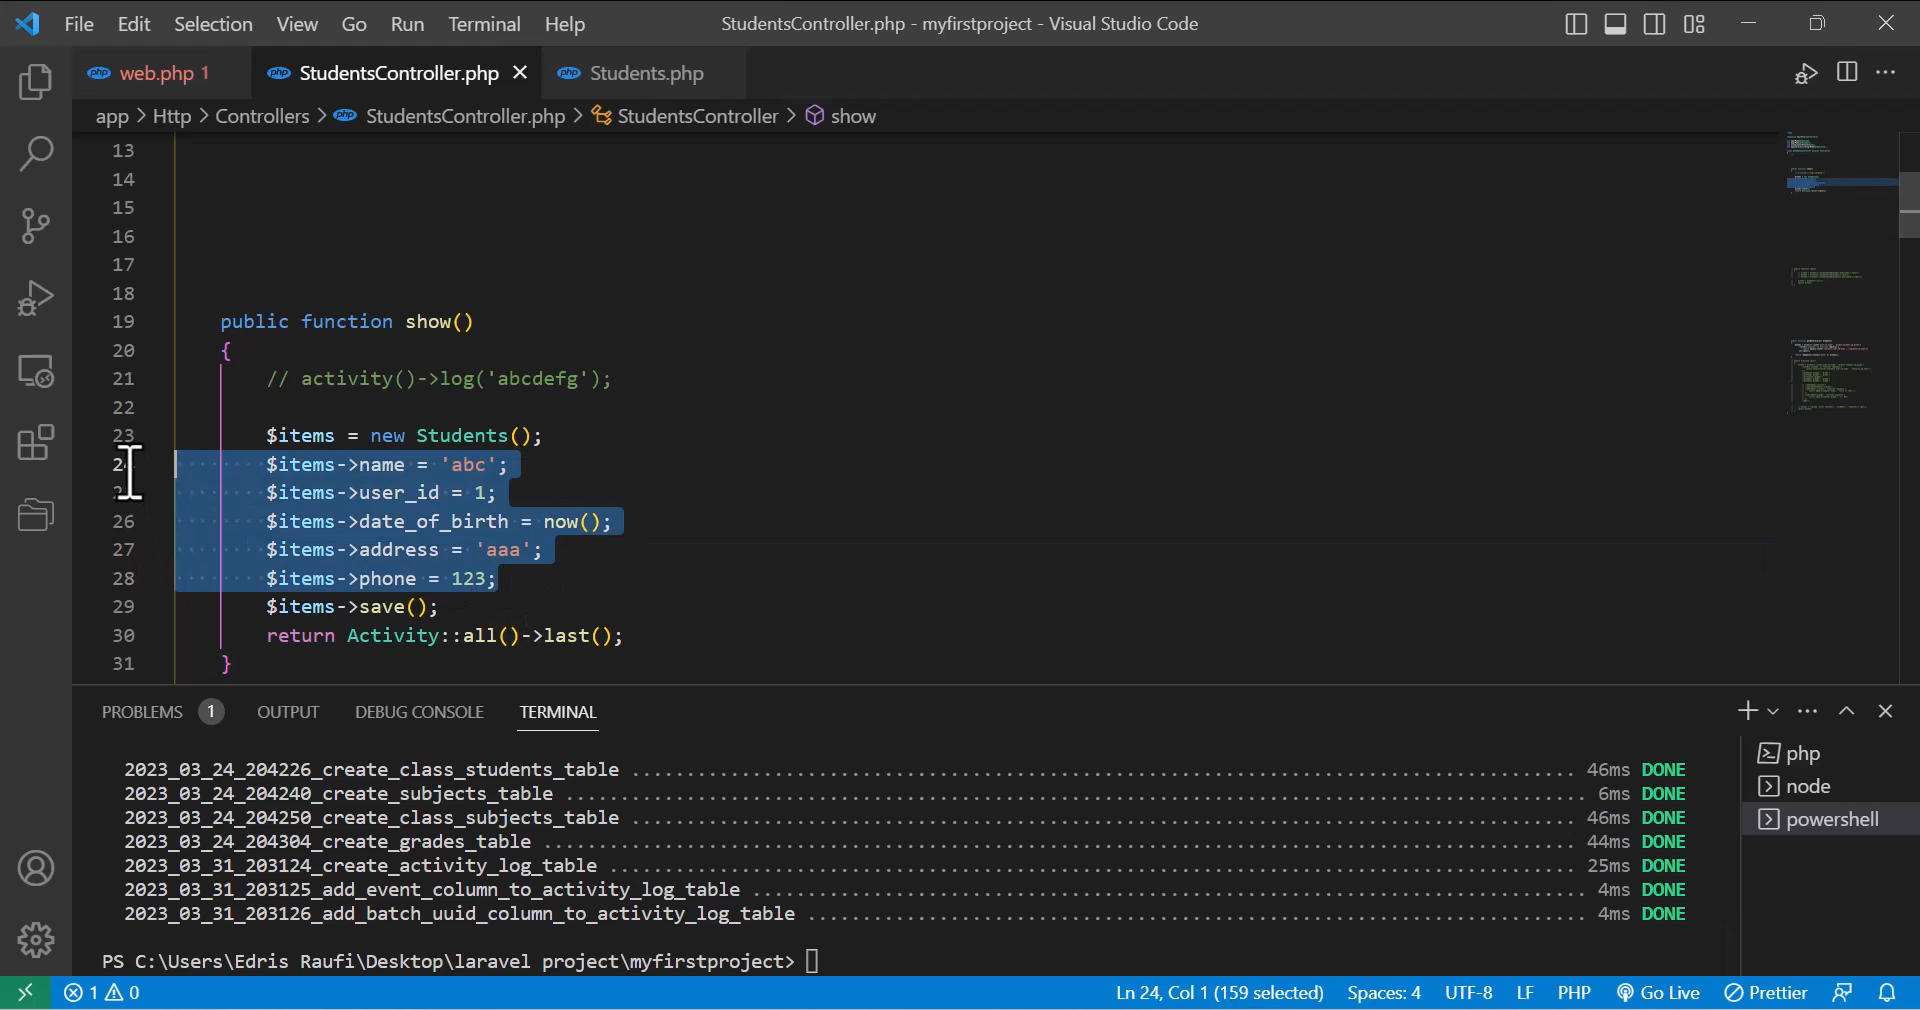 File Edit Selection View Go Run Terminal Help StudentsController.php - myfirstproject - Visual Studio Code
php web.php 1 php StudentsController.php php Students.php
app > Http > Controllers > php StudentsController.php > StudentsController > show
13
14
15
16
17
18
19 public function show()
20 {
21 // activity()->log('abcdefg');
22
23 $items = new Students();
$items->name = 'abc';
$items->user_id = 1;
26 $items->date_of_birth = now();
27 $items->address = 'aaa';
28 $items->phone = 123;
29 $items->save();
30 return Activity::all()->last();
31 }
PROBLEMS 1 OUTPUT DEBUG CONSOLE TERMINAL
2023_03_24_204226_create_class_students_table ........ 46ms DONE
2023_03_24_204240_create_subjects_table ........ 6ms DONE
2023_03_24_204250_create_class_subjects_table ........ 46ms DONE
2023_03_24_204304_create_grades_table ........ 44ms DONE
2023_03_31_203124_create_activity_log_table ........ 25ms DONE
2023_03_31_203125_add_event_column_to_activity_log_table ........ 4ms DONE
2023_03_31_203126_add_batch_uuid_column_to_activity_log_table ........ 4ms DONE
PS C:\Users\Edris Raufi\Desktop\laravel project\myfirstproject>
php
node
powershell
1 0 Ln 24, Col 1 (159 selected) Spaces: 4 UTF-8 LF PHP Go Live Prettier